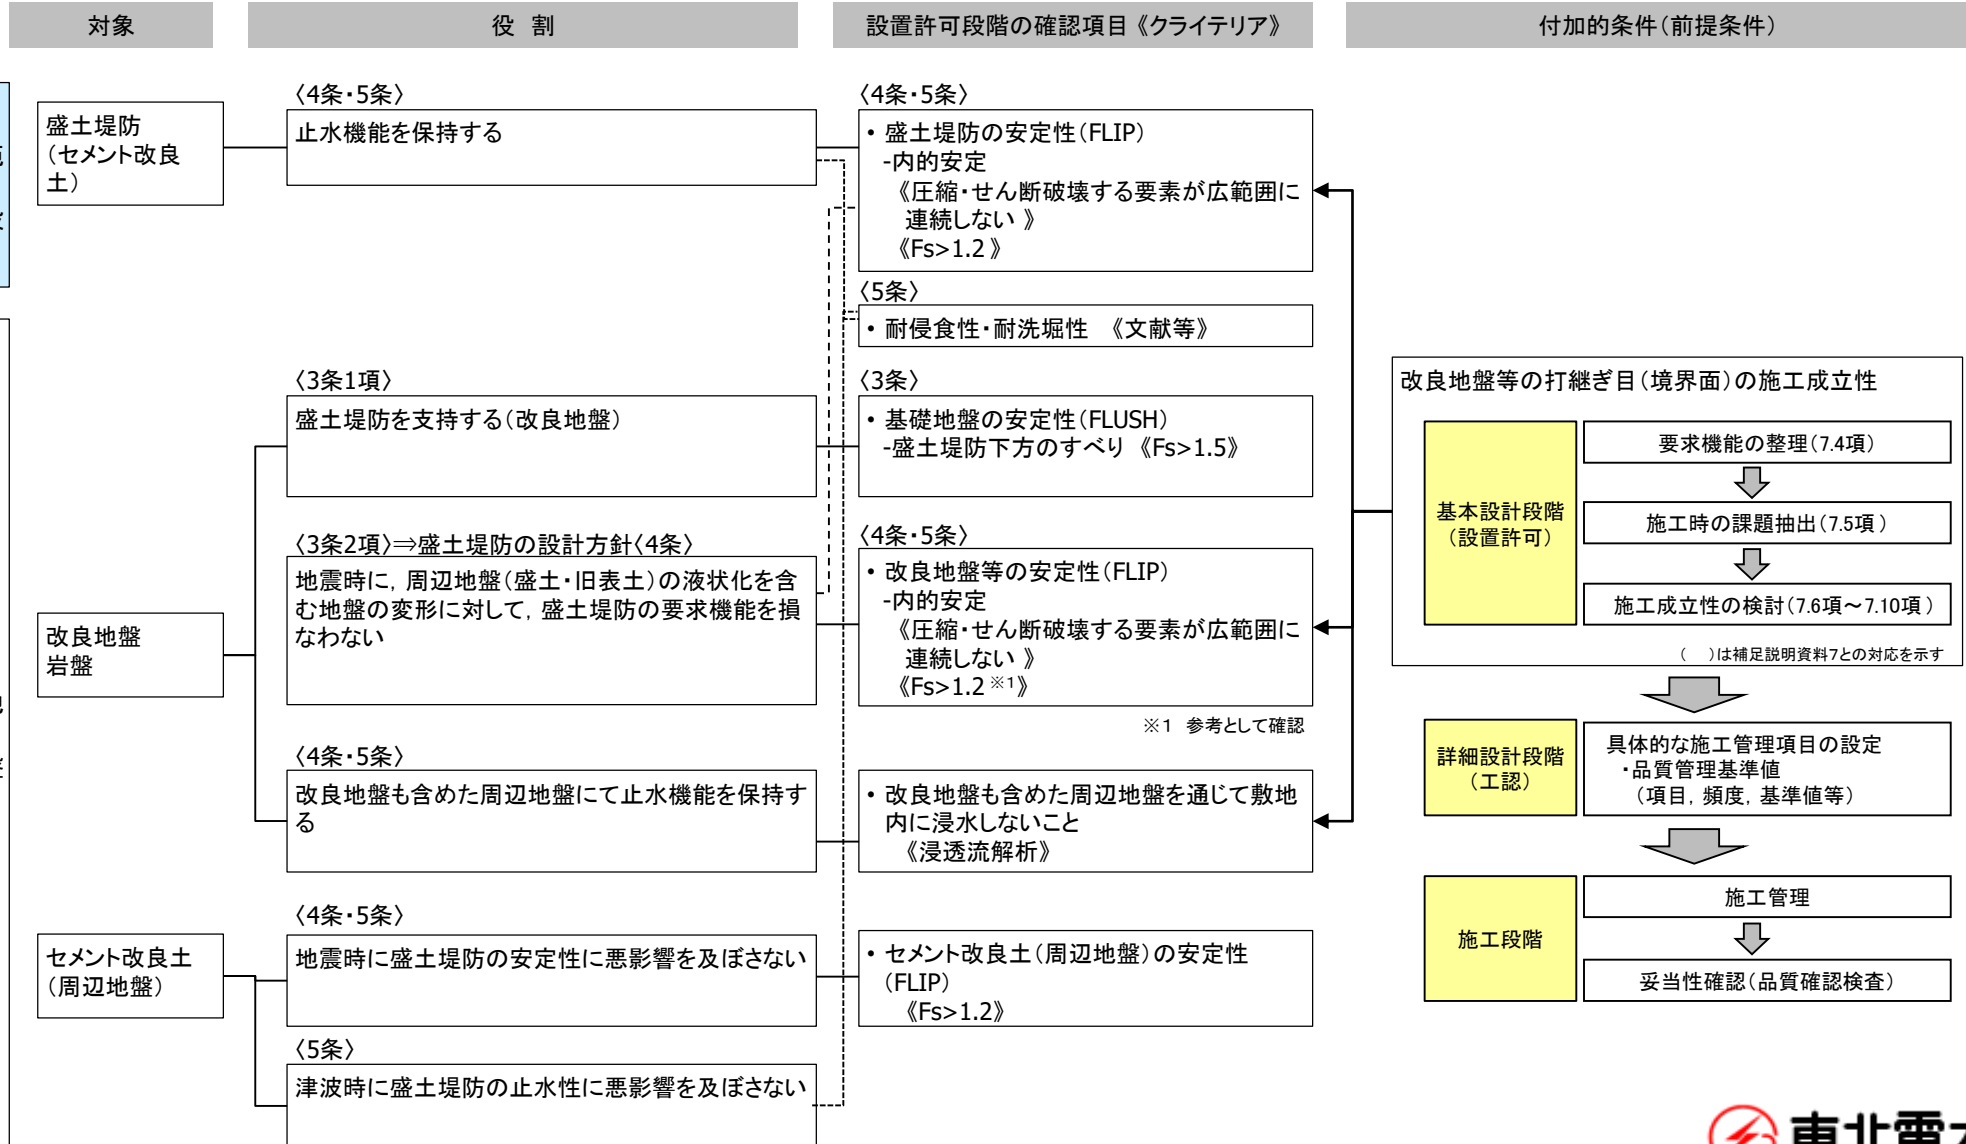 対象
役 割
設置許可段階の確認項目《クライテリア》
付加的条件(前提条件)
盛土堤防
(セメント改良
土)
〈4条・5条〉
止水機能を保持する
〈4条・5条〉
・ 盛土堤防の安定性(FLIP)
-内的安定
《圧縮・せん断破壊する要素が広範囲に
連続しない 》
《Fs>1.2 》
〈5条〉
・ 耐侵食性・耐洗堀性 《文献等》
改良地盤
岩盤
〈3条1項〉
盛土堤防を支持する(改良地盤)
〈3条〉
・ 基礎地盤の安定性(FLUSH)
-盛土堤防下方のすべり 《Fs>1.5》
〈3条2項〉⇒盛土堤防の設計方針〈4条〉
地震時に, 周辺地盤(盛土・旧表土)の液状化を含
む地盤の変形に対して, 盛土堤防の要求機能を損
なわない
〈4条・5条〉
・ 改良地盤等の安定性(FLIP)
-内的安定
《圧縮・せん断破壊する要素が広範囲に
連続しない 》
《Fs>1.2 ※1》
※1 参考として確認
〈4条・5条〉
改良地盤も含めた周辺地盤にて止水機能を保持す
る
・ 改良地盤も含めた周辺地盤を通じて敷地
内に浸水しないこと
《浸透流解析》
セメント改良土
(周辺地盤)
〈4条・5条〉
地震時に盛土堤防の安定性に悪影響を及ぼさない
・ セメント改良土(周辺地盤)の安定性
(FLIP)
《Fs>1.2》
〈5条〉
津波時に盛土堤防の止水性に悪影響を及ぼさない
改良地盤等の打継ぎ目(境界面)の施工成立性
基本設計段階
(設置許可)
要求機能の整理(7.4項)
施工時の課題抽出(7.5項)
施工成立性の検討(7.6項～7.10項)
( )は補足説明資料7との対応を示す
詳細設計段階
(工認)
具体的な施工管理項目の設定
・品質管理基準値
(項目, 頻度, 基準値等)
施工段階
施工管理
妥当性確認(品質確認検査)
東北電